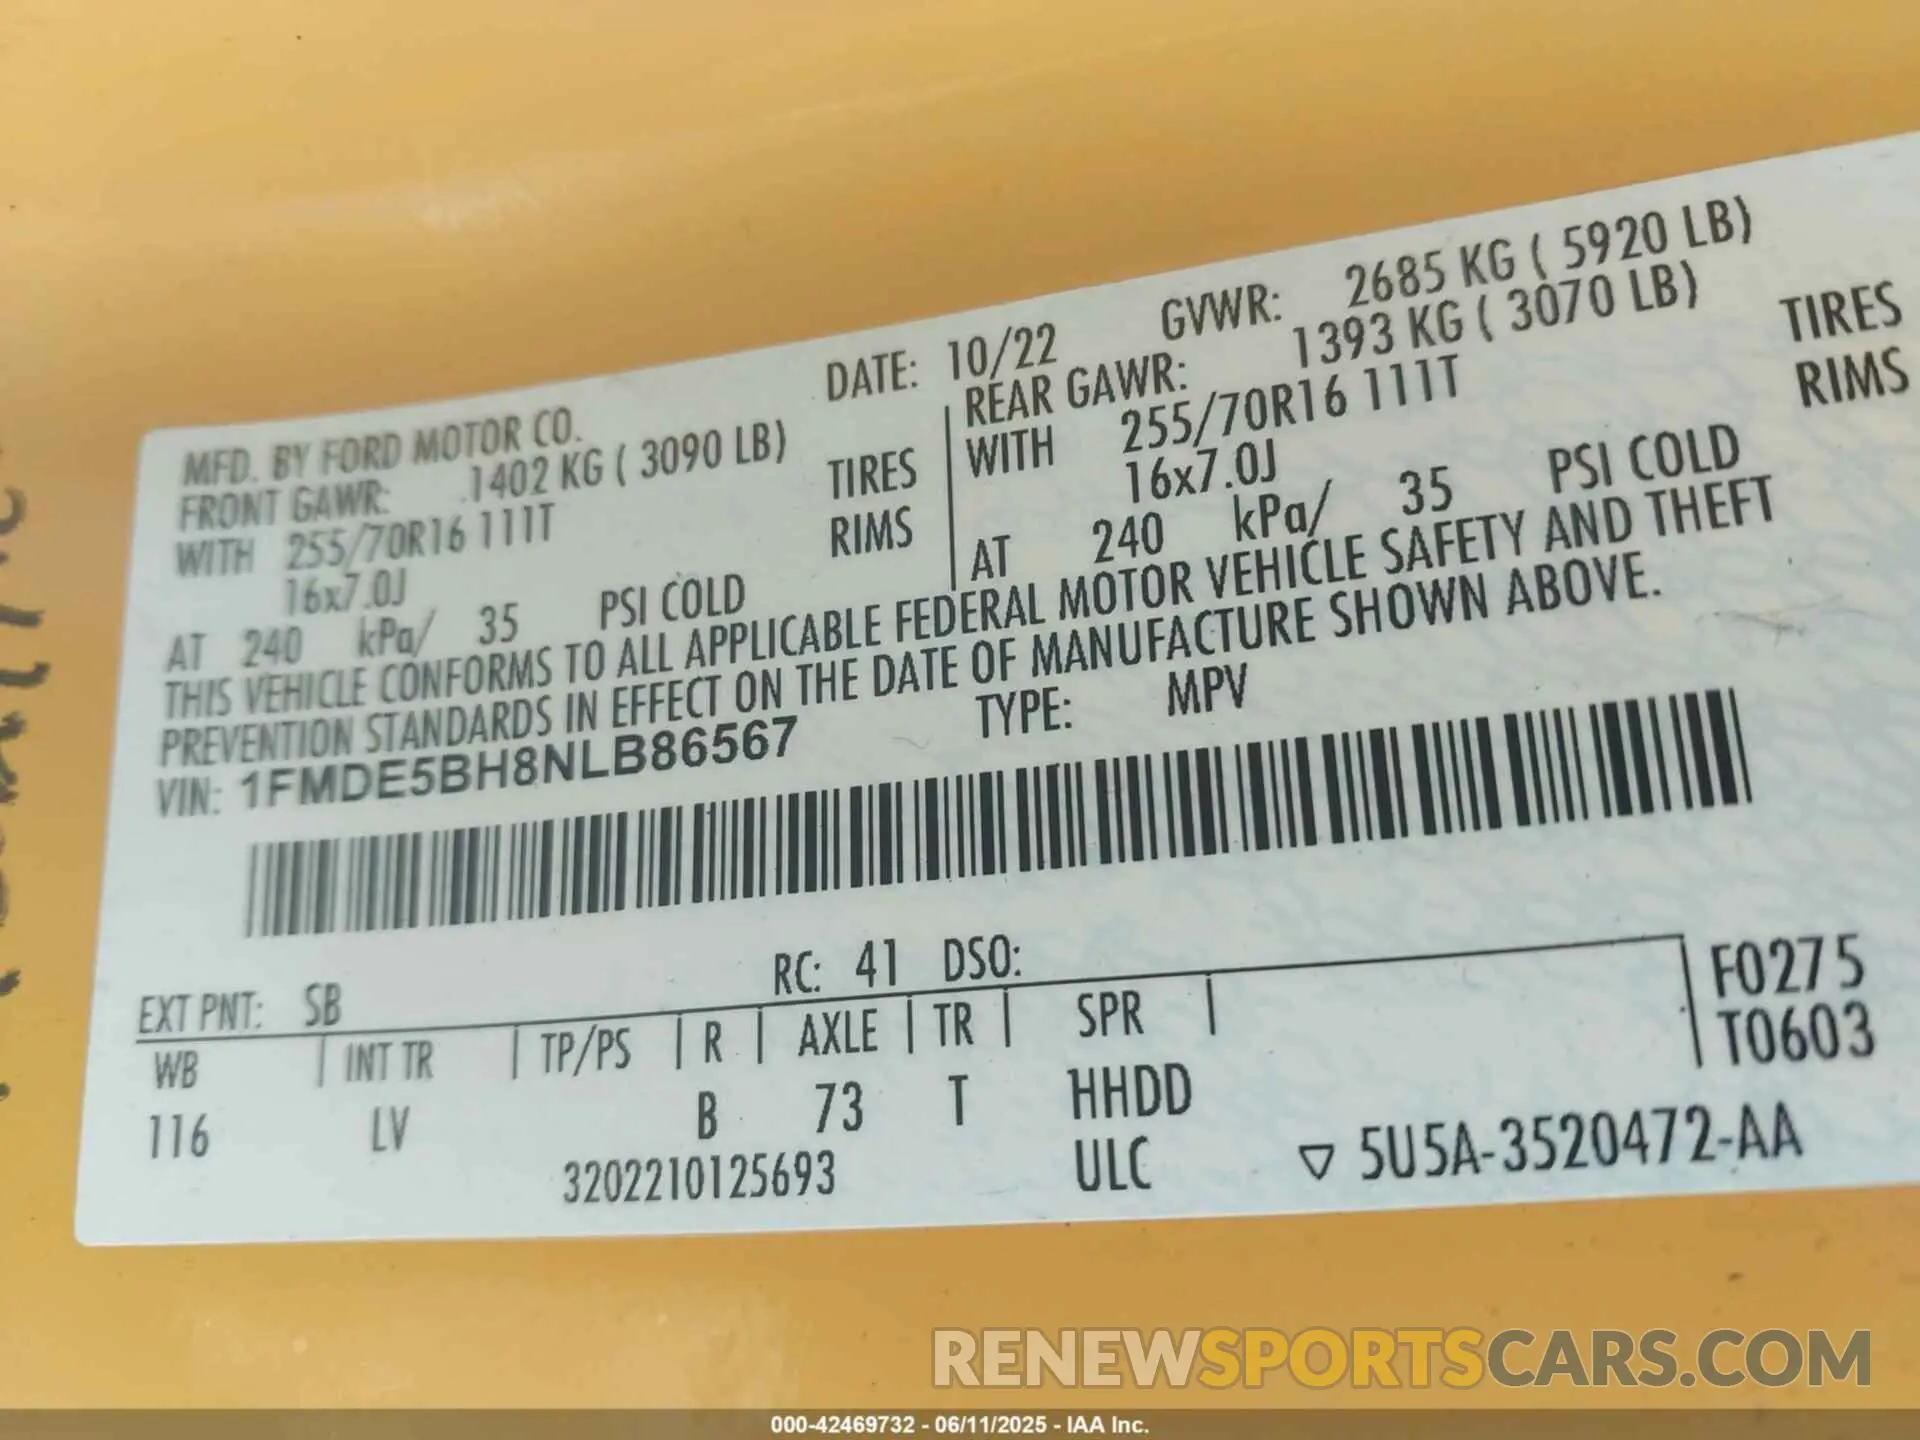 MFD. BY FORD MOTOR CO.
DATE: 10/22
GVWR: 2685 KG ( 5920 LB)
FRONT GAWR: 1402 KG ( 3090 LB)
WITH 255/70R16 111T TIRES
16x7.0J RIMS
AT 240 kPa/ 35 PSI COLD
REAR GAWR: 1393 KG ( 3070 LB)
WITH 255/70R16 111T TIRES
16x7.0J RIMS
AT 240 kPa/ 35 PSI COLD
THIS VEHICLE CONFORMS TO ALL APPLICABLE FEDERAL MOTOR VEHICLE SAFETY AND THEFT
PREVENTION STANDARDS IN EFFECT ON THE DATE OF MANUFACTURE SHOWN ABOVE.
VIN: 1FMDE5BH8NLB86567 TYPE: MPV
EXT PNT: SB RC: 41 DSO:
WB | INT TR | TP/PS | R | AXLE | TR | SPR |
116 LV B 73 T HHDD
F0275
T0603
3202210125693 ULC ▽ 5U5A-3520472-AA
RENEWSPORTSCARS.COM
000-42469732 - 06/11/2025 - IAA Inc.